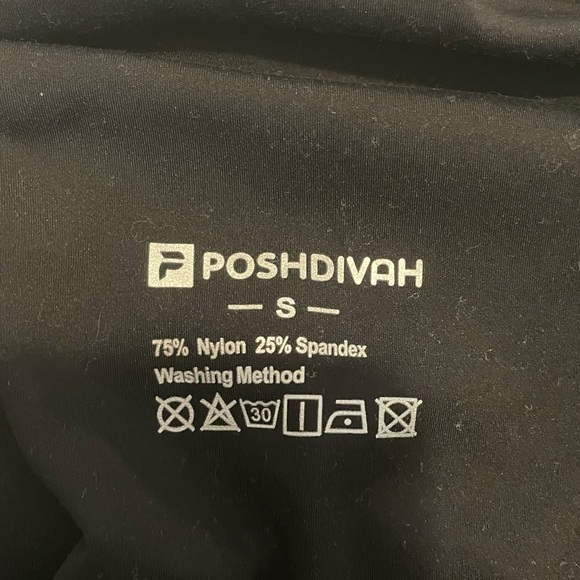 POSHDIVAH
— S —
75% Nylon 25% Spandex
Washing Method
30